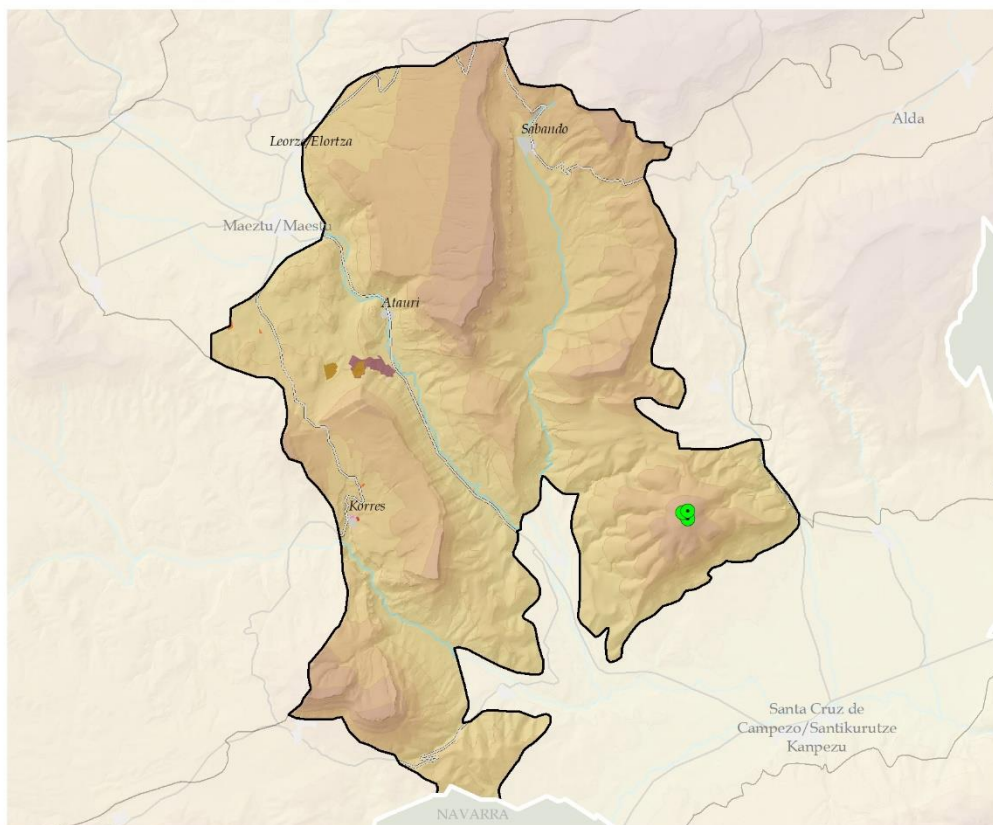 Sabando
Alda
Leorza/Elortza
Maeztu/Maestu
Atauri
Korres
Santa Cruz de
Campezo/Santikurutze
Kanpezu
NAVARRA